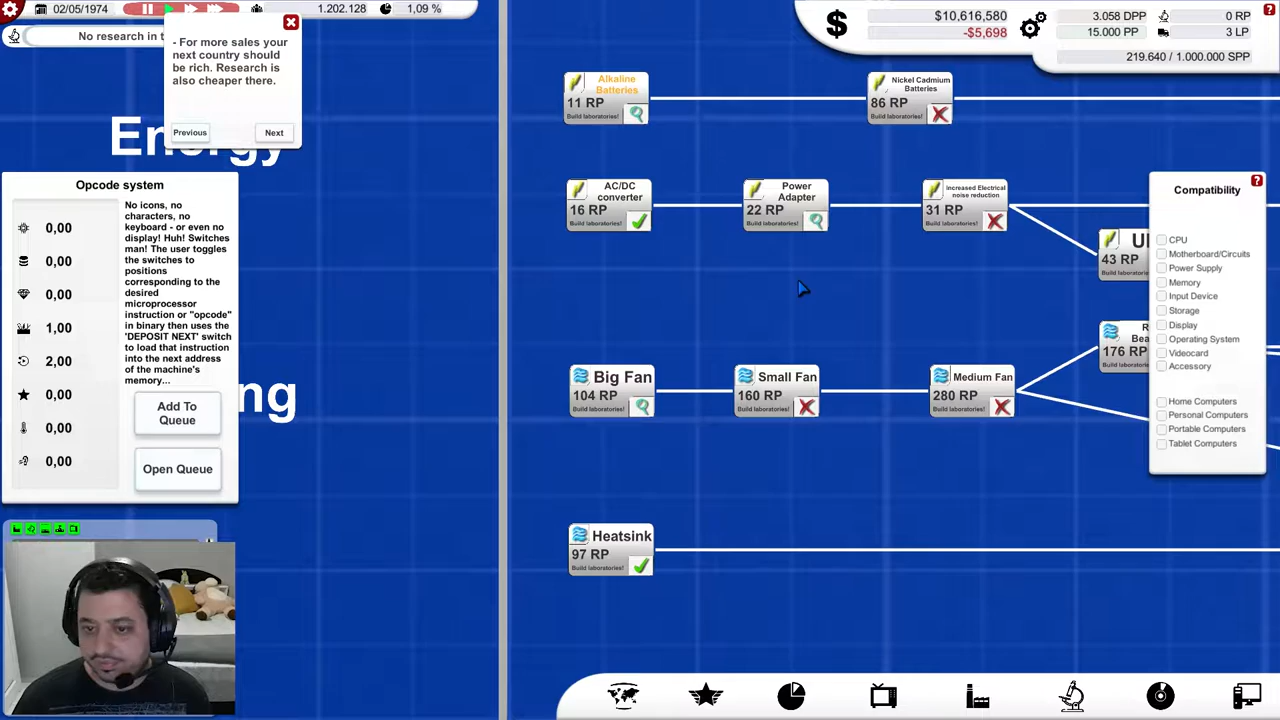 02/05/1974
1.202.128
1,09 %
$10,616,580
-$5,698
3.058 DPP
15.000 PP
0 RP
3 LP
219.640 / 1.000.000 SPP
No research in t
- For more sales your
next country should
be rich. Research is
also cheaper there.
Previous
Next
Energy
Opcode system
0,00
0,00
0,00
1,00
2,00
0,00
0,00
0,00
No icons, no
characters, no
keyboard - or even no
display! Huh! Switches
man! The user toggles
the switches to
positions
corresponding to the
desired
microprocessor
instruction or "opcode"
in binary then uses the
'DEPOSIT NEXT' switch
to load that instruction
into the next address
of the machine's
memory...
Add To
Queue
Open Queue
ng
Alkaline
Batteries
11 RP
Build laboratories!
Nickel Cadmium
Batteries
86 RP
Build laboratories!
AC/DC
converter
16 RP
Build laboratories!
Power
Adapter
22 RP
Build laboratories!
Increased Electrical
noise reduction
31 RP
Build laboratories!
43 RP
Build laboratorie
Big Fan
104 RP
Build laboratories!
Small Fan
160 RP
Build laboratories!
Medium Fan
280 RP
Build laboratories!
176 RP
Build laboratorie
Heatsink
97 RP
Build laboratories!
Compatibility
CPU
Motherboard/Circuits
Power Supply
Memory
Input Device
Storage
Display
Operating System
Videocard
Accessory
Home Computers
Personal Computers
Portable Computers
Tablet Computers